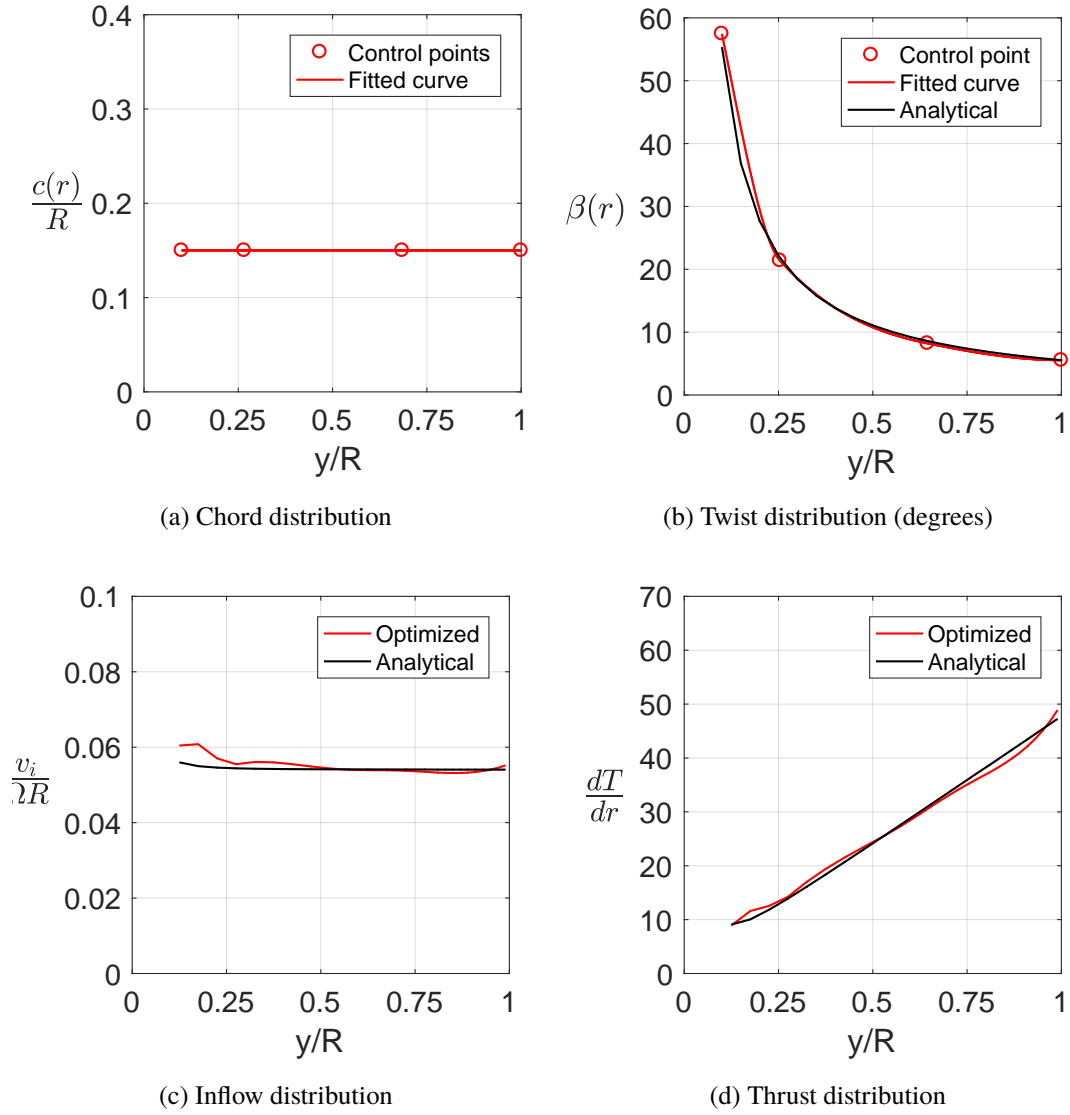 0.4
0.3
0.2
0.1
0
c(r)
R
Control points
Fitted curve
0 0.25 0.5 0.75 1
y/R
(a) Chord distribution
60
50
40
30
20
10
0
β(r)
Control point
Fitted curve
Analytical
0 0.25 0.5 0.75 1
y/R
(b) Twist distribution (degrees)
0.1
0.08
0.06
0.04
0.02
0
v_i
ΩR
Optimized
Analytical
0 0.25 0.5 0.75 1
y/R
(c) Inflow distribution
70
60
50
40
30
20
10
0
dT
dr
Optimized
Analytical
0 0.25 0.5 0.75 1
y/R
(d) Thrust distribution